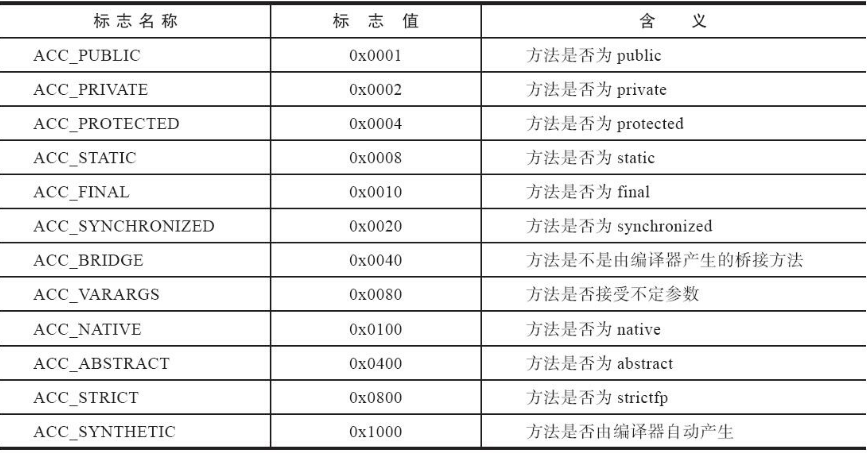 标志名称 标志值 含义
ACC_PUBLIC 0x0001 方法是否为 public
ACC_PRIVATE 0x0002 方法是否为 private
ACC_PROTECTED 0x0004 方法是否为 protected
ACC_STATIC 0x0008 方法是否为 static
ACC_FINAL 0x0010 方法是否为 final
ACC_SYNCHRONIZED 0x0020 方法是否为 synchronized
ACC_BRIDGE 0x0040 方法是不是由编译器产生的桥接方法
ACC_VARARGS 0x0080 方法是否接受不定参数
ACC_NATIVE 0x0100 方法是否为 native
ACC_ABSTRACT 0x0400 方法是否为 abstract
ACC_STRICT 0x0800 方法是否为 strictfp
ACC_SYNTHETIC 0x1000 方法是否由编译器自动产生